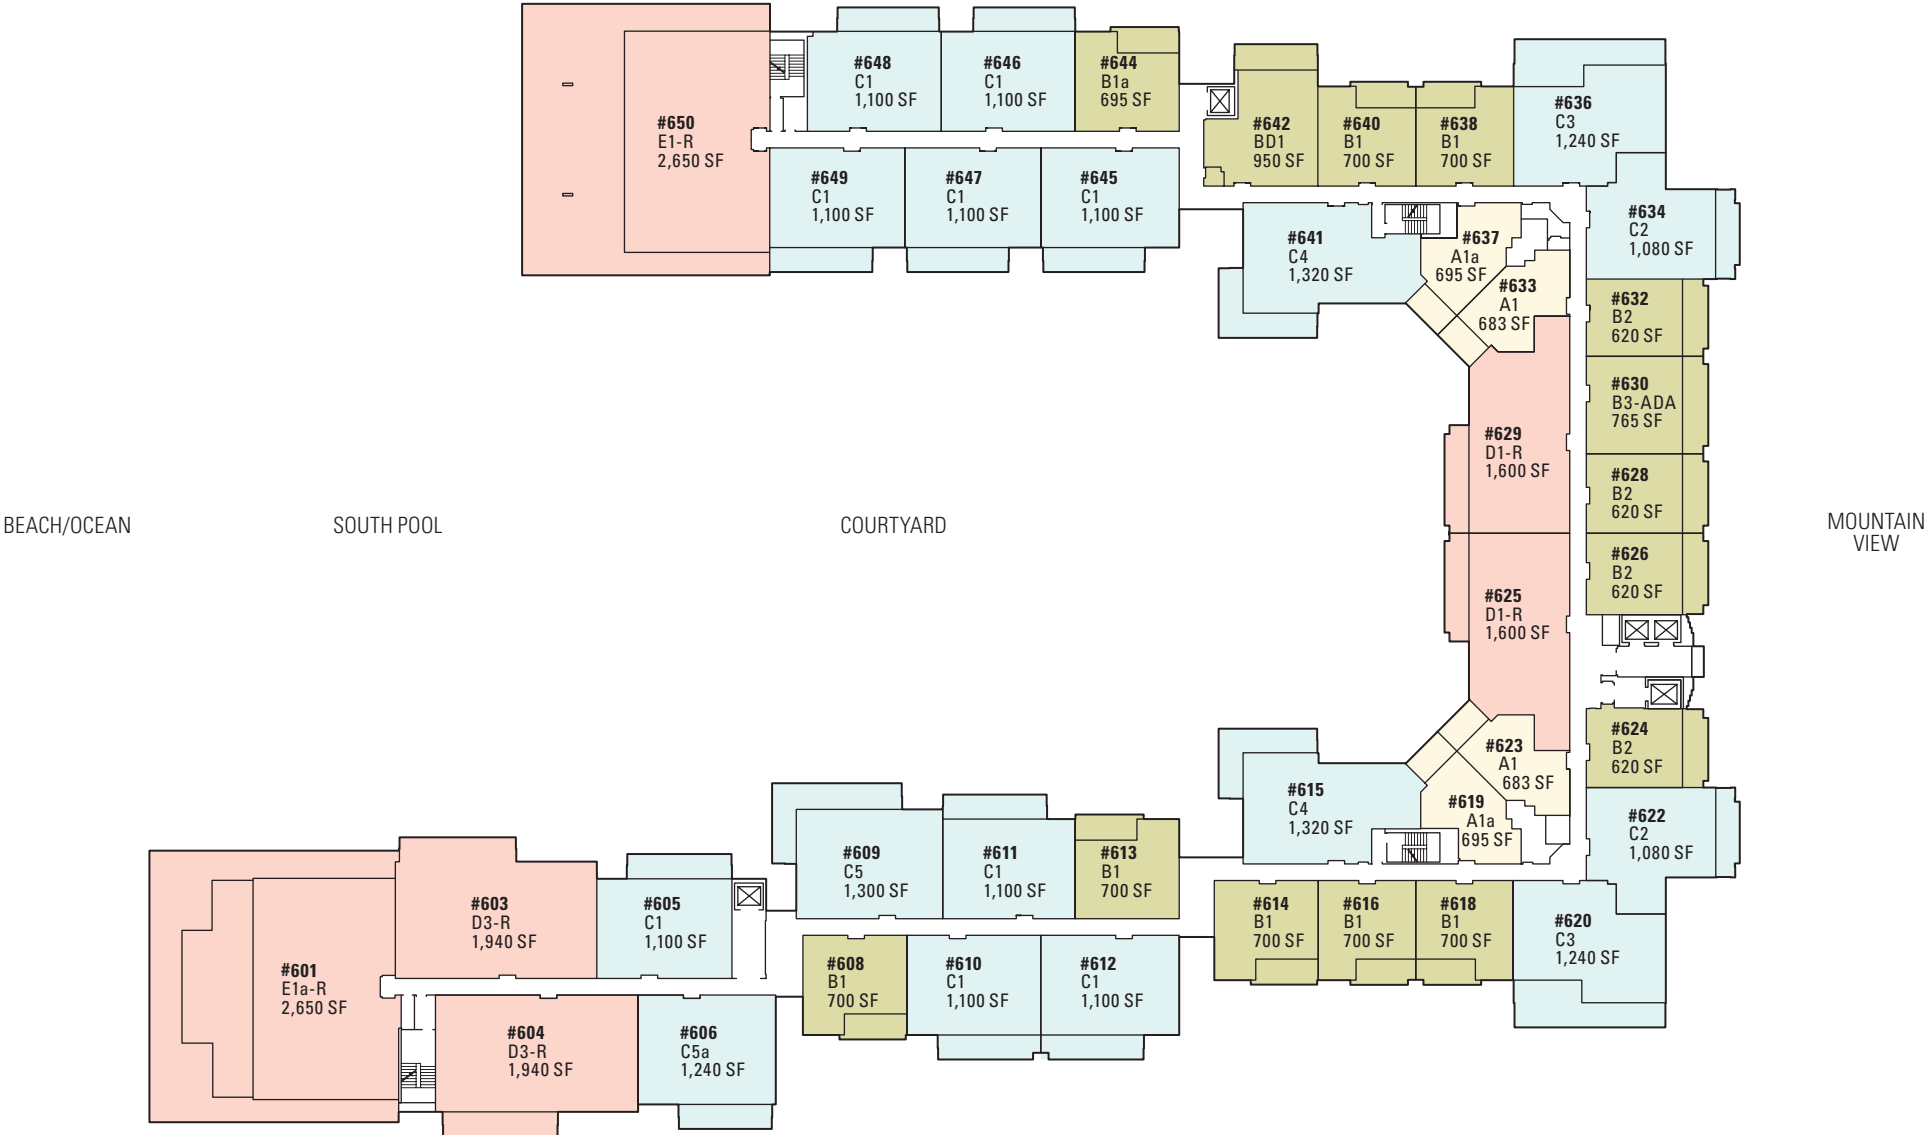 #648
C1
1,100 SF
#646
C1
1,100 SF
#644
B1a
695 SF
#650
E1-R
2,650 SF
#642
BD1
950 SF
#640
B1
700 SF
#638
B1
700 SF
#636
C3
1,240 SF
#649
C1
1,100 SF
#647
C1
1,100 SF
#645
C1
1,100 SF
#641
C4
1,320 SF
#637
A1a
695 SF
#634
C2
1,080 SF
#633
A1
683 SF
#632
B2
620 SF
#630
B3-ADA
765 SF
#629
D1-R
1,600 SF
#628
B2
620 SF
BEACH/OCEAN
SOUTH POOL
COURTYARD
MOUNTAIN
VIEW
#626
B2
620 SF
#625
D1-R
1,600 SF
#624
B2
620 SF
#623
A1
683 SF
#615
C4
1,320 SF
#619
A1a
695 SF
#622
C2
1,080 SF
#609
C5
1,300 SF
#611
C1
1,100 SF
#613
B1
700 SF
#603
D3-R
1,940 SF
#605
C1
1,100 SF
#614
B1
700 SF
#616
B1
700 SF
#618
B1
700 SF
#620
C3
1,240 SF
#601
E1a-R
2,650 SF
#608
B1
700 SF
#610
C1
1,100 SF
#612
C1
1,100 SF
#604
D3-R
1,940 SF
#606
C5a
1,240 SF